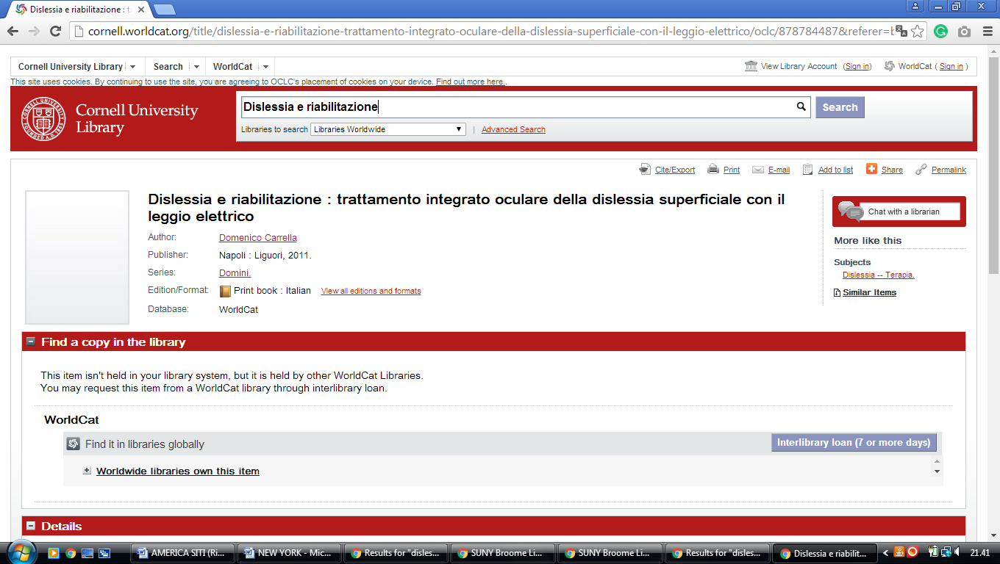 Dislessia e riabilitazione : t
cornell.worldcat.org/title/dislessia-e-riabilitazione-trattamento-integrato-oculare-della-dislessia-superficiale-con-il-leggio-elettrico/oclc/878784487&referer=b
Cornell University Library Search WorldCat View Library Account (Sign in) WorldCat ( Sign in )
This site uses cookies. By continuing to use the site, you are agreeing to OCLC's placement of cookies on your device. Find out more here..
Cornell University
Library
Dislessia e riabilitazione
Search
Libraries to search Libraries Worldwide | Advanced Search
Cite/Export Print E-mail Add to list Share Permalink
Dislessia e riabilitazione : trattamento integrato oculare della dislessia superficiale con il
leggio elettrico
Author: Domenico Carrella
Publisher: Napoli : Liguori, 2011.
Series: Domini.
Edition/Format: Print book : Italian View all editions and formats
Database: WorldCat
Chat with a librarian
More like this
Subjects
Dislessia -- Terapia.
Similar Items
Find a copy in the library
This item isn't held in your library system, but it is held by other WorldCat Libraries.
You may request this item from a WorldCat library through interlibrary loan.
WorldCat
Find it in libraries globally Interlibrary loan (7 or more days)
Worldwide libraries own this item
Details
AMERICA SITI (Ri... NEW YORK - Mic... Results for "disles... SUNY Broome Li... SUNY Broome Li... Results for "disles... Dislessia e riabilit... 21.41